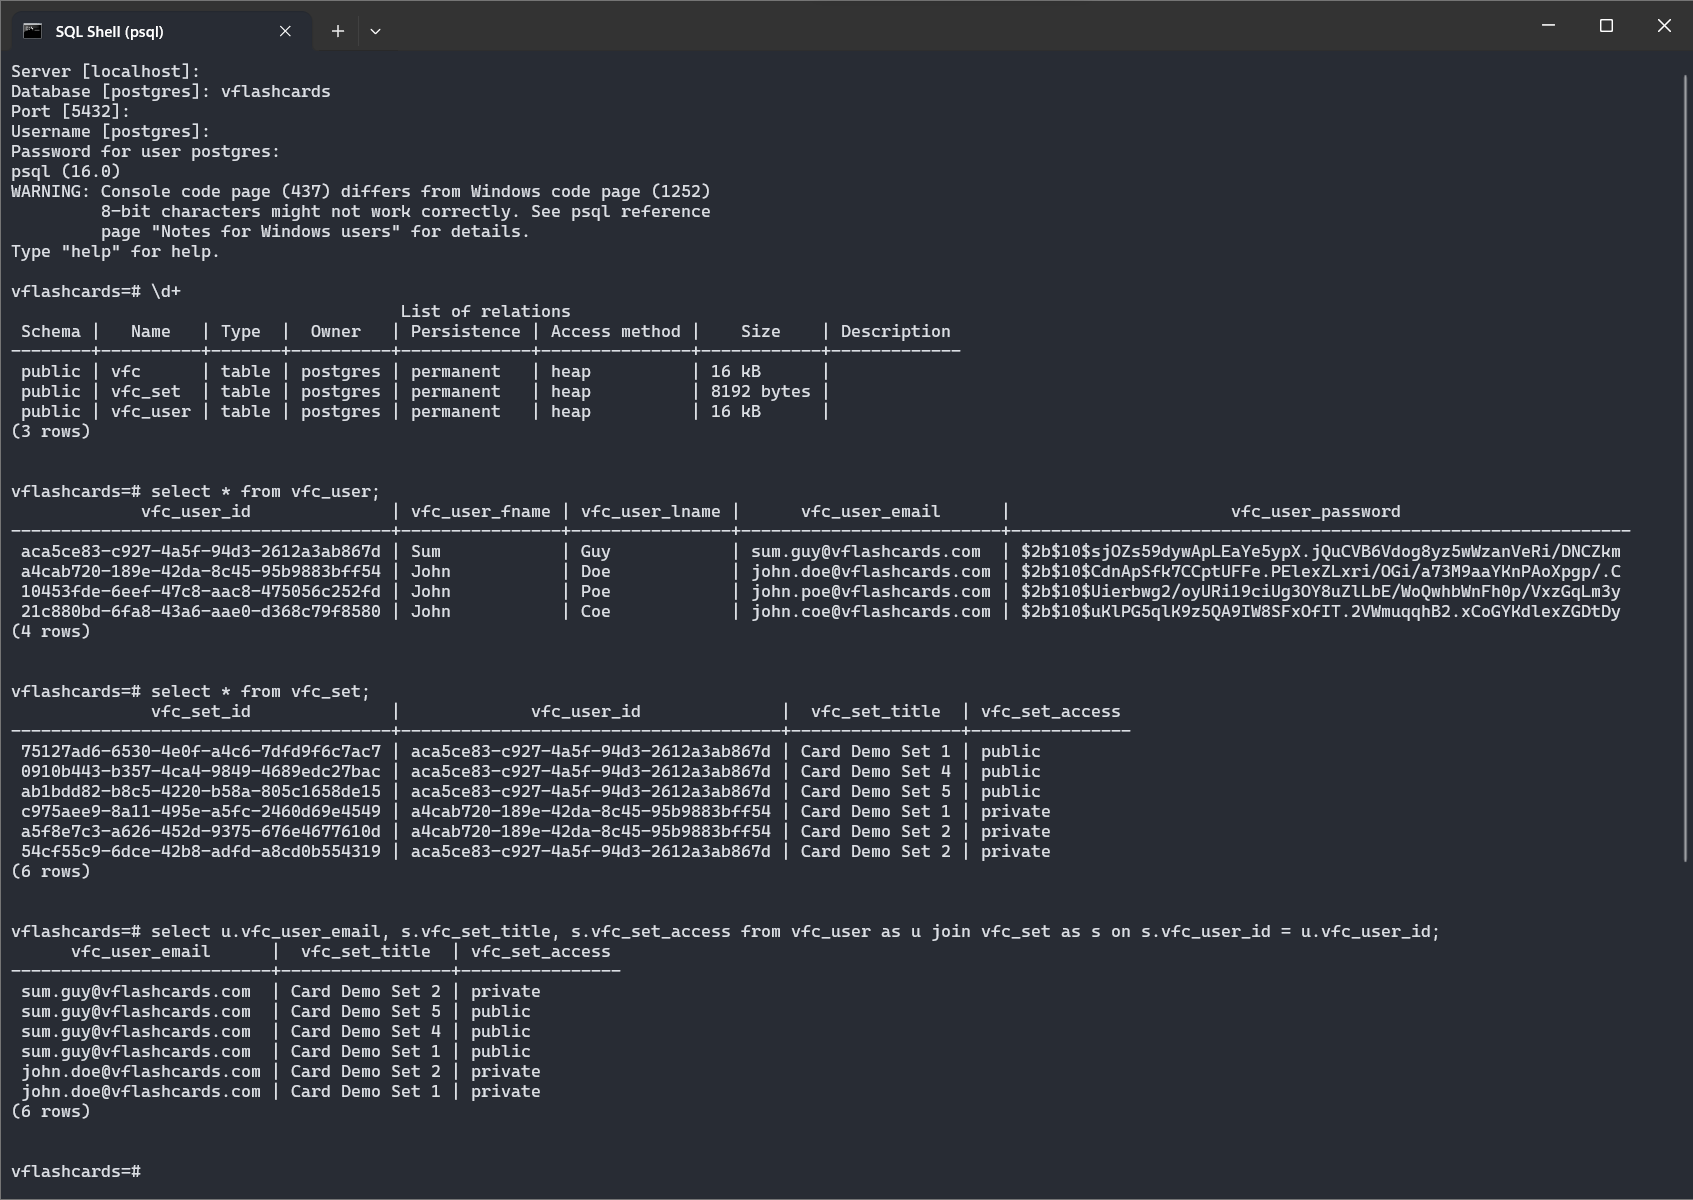 SQL Shell (psql)
Server [localhost]:
Database [postgres]: vflashcards
Port [5432]:
Username [postgres]:
Password for user postgres:
psql (16.0)
WARNING: Console code page (437) differs from Windows code page (1252)
         8-bit characters might not work correctly. See psql reference
         page "Notes for Windows users" for details.
Type "help" for help.

vflashcards=# \d+
                                       List of relations
 Schema |   Name   | Type  |  Owner   | Persistence | Access method |    Size    | Description
--------+----------+-------+----------+-------------+---------------+------------+-------------
 public | vfc      | table | postgres | permanent   | heap          | 16 kB      |
 public | vfc_set  | table | postgres | permanent   | heap          | 8192 bytes |
 public | vfc_user | table | postgres | permanent   | heap          | 16 kB      |
(3 rows)

vflashcards=# select * from vfc_user;
             vfc_user_id              | vfc_user_fname | vfc_user_lname |      vfc_user_email      |                      vfc_user_password
--------------------------------------+----------------+----------------+--------------------------+--------------------------------------------------------------
 aca5ce83-c927-4a5f-94d3-2612a3ab867d | Sum            | Guy            | sum.guy@vflashcards.com  | $2b$10$sjOZs59dywApLEaYe5ypX.jQuCVB6Vdog8yz5wWzanVeRi/DNCZkm
 a4cab720-189e-42da-8c45-95b9883bff54 | John           | Doe            | john.doe@vflashcards.com | $2b$10$CdnApSfk7CCptUFFe.PElexZLxri/OGi/a73M9aaYKnPAoXpgp/.C
 10453fde-6eef-47c8-aac8-475056c252fd | John           | Poe            | john.poe@vflashcards.com | $2b$10$Uierbwg2/oyURi19ciUg3OY8uZlLbE/WoQwhbWnFh0p/VxzGqLm3y
 21c880bd-6fa8-43a6-aae0-d368c79f8580 | John           | Coe            | john.coe@vflashcards.com | $2b$10$uKlPG5qlK9z5QA9IW8SFxOfIT.2VWmuqqhB2.xCoGYKdlexZGDtDy
(4 rows)

vflashcards=# select * from vfc_set;
              vfc_set_id              |             vfc_user_id              |  vfc_set_title  | vfc_set_access
--------------------------------------+--------------------------------------+-----------------+----------------
 75127ad6-6530-4e0f-a4c6-7dfd9f6c7ac7 | aca5ce83-c927-4a5f-94d3-2612a3ab867d | Card Demo Set 1 | public
 0910b443-b357-4ca4-9849-4689edc27bac | aca5ce83-c927-4a5f-94d3-2612a3ab867d | Card Demo Set 4 | public
 ab1bdd82-b8c5-4220-b58a-805c1658de15 | aca5ce83-c927-4a5f-94d3-2612a3ab867d | Card Demo Set 5 | public
 c975aee9-8a11-495e-a5fc-2460d69e4549 | a4cab720-189e-42da-8c45-95b9883bff54 | Card Demo Set 1 | private
 a5f8e7c3-a626-452d-9375-676e4677610d | a4cab720-189e-42da-8c45-95b9883bff54 | Card Demo Set 2 | private
 54cf55c9-6dce-42b8-adfd-a8cd0b554319 | aca5ce83-c927-4a5f-94d3-2612a3ab867d | Card Demo Set 2 | private
(6 rows)

vflashcards=# select u.vfc_user_email, s.vfc_set_title, s.vfc_set_access from vfc_user as u join vfc_set as s on s.vfc_user_id = u.vfc_user_id;
      vfc_user_email      |  vfc_set_title  | vfc_set_access
--------------------------+-----------------+----------------
 sum.guy@vflashcards.com  | Card Demo Set 2 | private
 sum.guy@vflashcards.com  | Card Demo Set 5 | public
 sum.guy@vflashcards.com  | Card Demo Set 4 | public
 sum.guy@vflashcards.com  | Card Demo Set 1 | public
 john.doe@vflashcards.com | Card Demo Set 2 | private
 john.doe@vflashcards.com | Card Demo Set 1 | private
(6 rows)

vflashcards=#